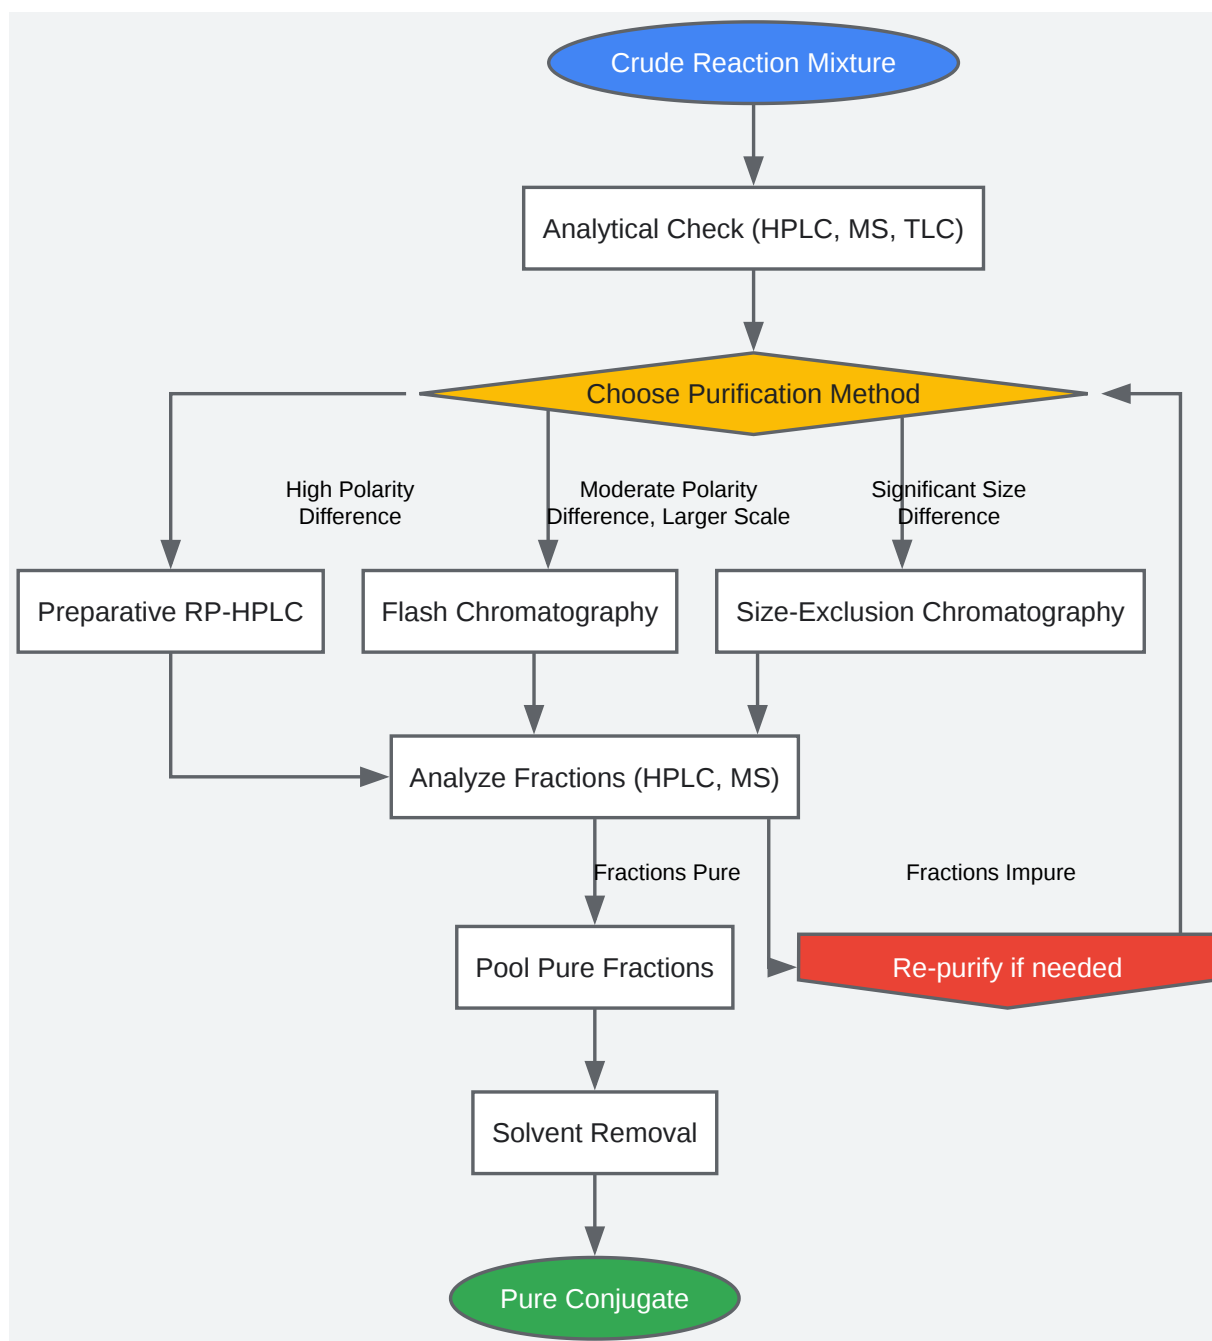 Crude Reaction Mixture
Analytical Check (HPLC, MS, TLC)
Choose Purification Method
High Polarity
Difference
Moderate Polarity
Difference, Larger Scale
Significant Size
Difference
Preparative RP-HPLC
Flash Chromatography
Size-Exclusion Chromatography
Analyze Fractions (HPLC, MS)
Fractions Pure
Fractions Impure
Pool Pure Fractions
Re-purify if needed
Solvent Removal
Pure Conjugate